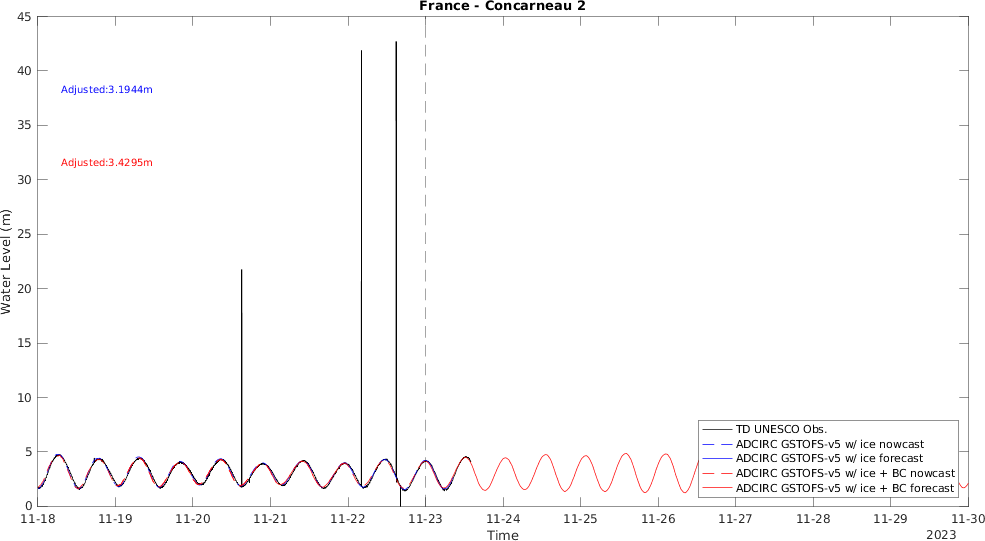 France - Concarneau 2
45
40
35
30
25
20
15
10
5
0
Water Level (m)
Adjusted:3.1944m
Adjusted:3.4295m
TD UNESCO Obs.
ADCIRC GSTOFS-v5 w/ ice nowcast
ADCIRC GSTOFS-v5 w/ ice forecast
ADCIRC GSTOFS-v5 w/ ice + BC nowcast
ADCIRC GSTOFS-v5 w/ ice + BC forecast
11-18 11-19 11-20 11-21 11-22 11-23 11-24 11-25 11-26 11-27 11-28 11-29 11-30
Time
2023